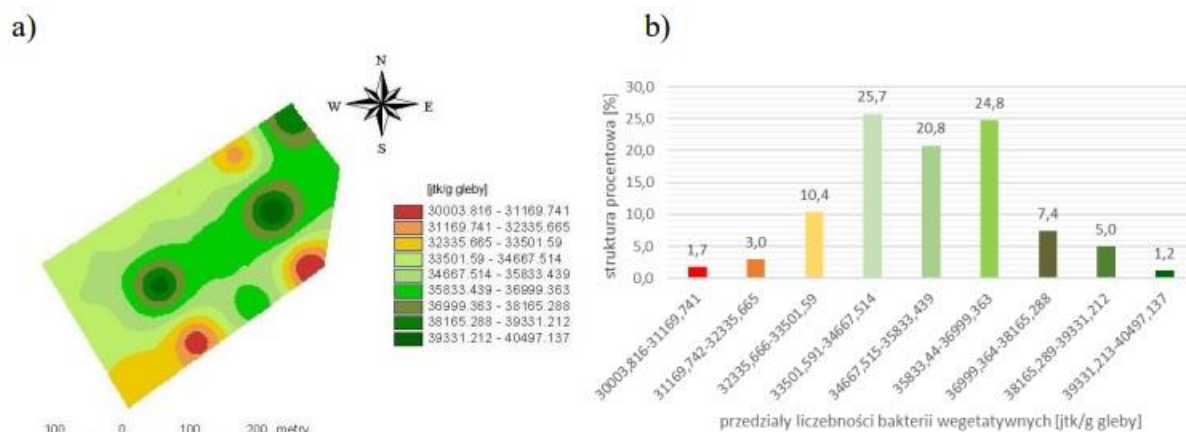 a)
N
W E
S
[jtk/g gleby]
30003.816 - 31169.741
31169.741 - 32335.665
32335.665 - 33501.59
33501.59 - 34667.514
34667.514 - 35833.439
35833.439 - 36999.363
36999.363 - 38165.288
38165.288 - 39331.212
39331.212 - 40497.137
100 0 100 200 metry
b)
struktura procentowa [%]
30,0
25,0
20,0
15,0
10,0
5,0
0,0
1,7
3,0
10,4
25,7
20,8
24,8
7,4
5,0
1,2
30003,816-31169,741
31169,742-32335,665
32335,666-33501,59
33501,591-34667,514
34667,515-35833,439
35833,44-36999,363
36999,364-38165,288
38165,289-39331,212
39331,213-40497,137
przedziały liczebności bakterii wegetatywnych [jtk/g gleby]